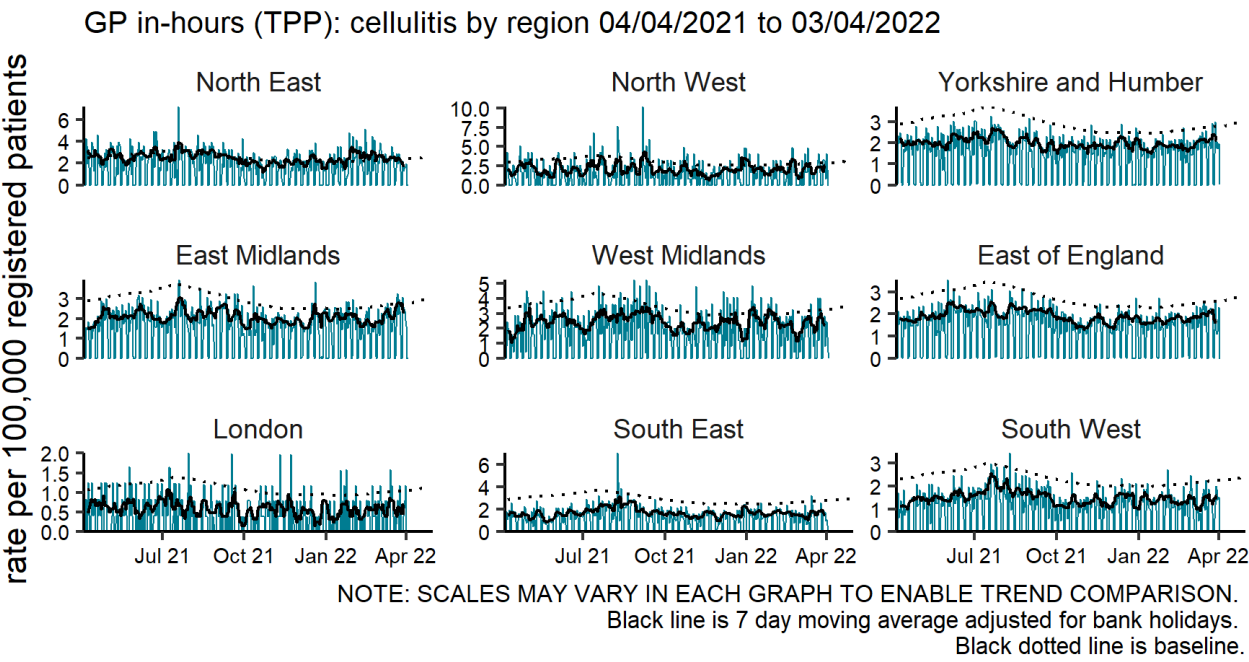 GP in-hours (TPP): cellulitis by region 04/04/2021 to 03/04/2022
rate per 100,000 registered patients
North East
6
4
2
0
North West
10.0
7.5
5.0
2.5
0.0
Yorkshire and Humber
3
2
1
0
East Midlands
3
2
1
0
West Midlands
5
4
3
2
1
0
East of England
3
2
1
0
London
2.0
1.5
1.0
0.5
0.0
South East
6
4
2
0
South West
3
2
1
0
Jul 21 Oct 21 Jan 22 Apr 22
Jul 21 Oct 21 Jan 22 Apr 22
Jul 21 Oct 21 Jan 22 Apr 22
NOTE: SCALES MAY VARY IN EACH GRAPH TO ENABLE TREND COMPARISON.
Black line is 7 day moving average adjusted for bank holidays.
Black dotted line is baseline.